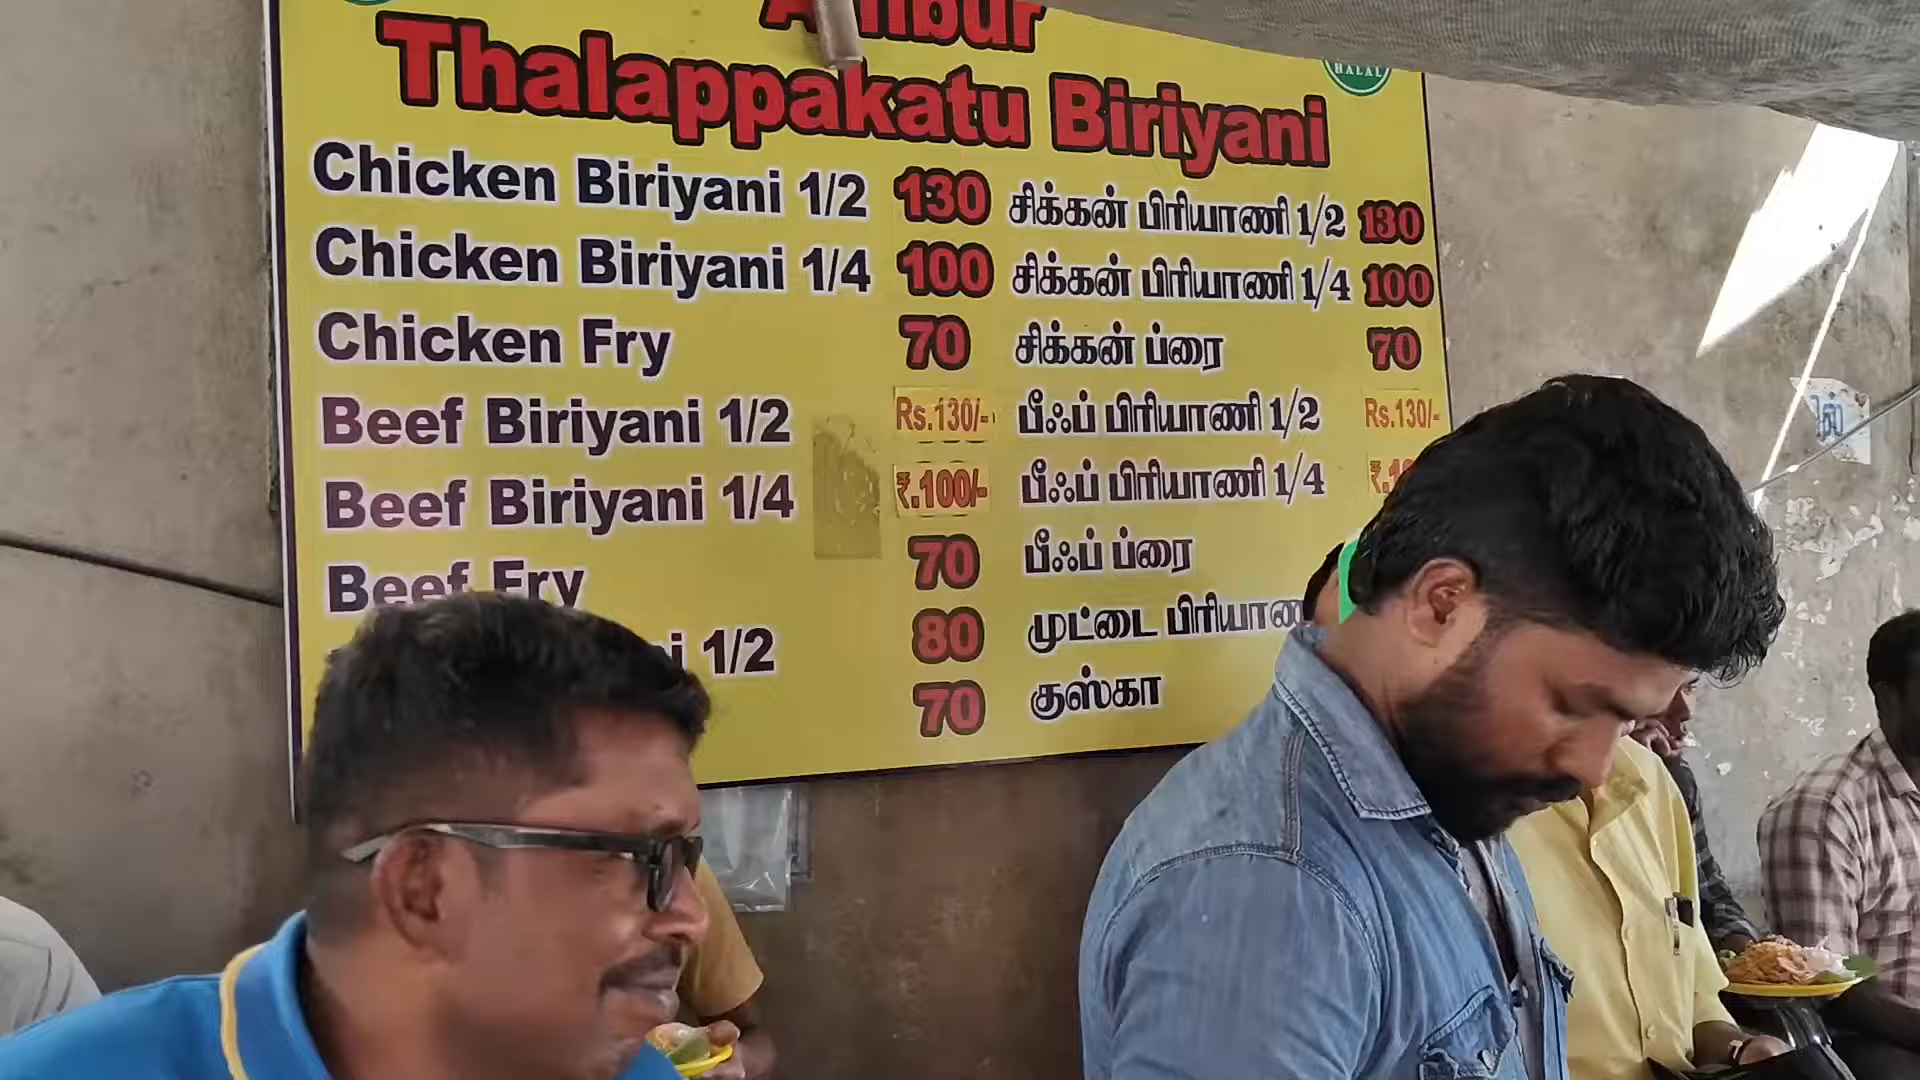 Thalappakatu Biriyani
HALAL
Chicken Biriyani 1/2 130 சிக்கன் பிரியாணி 1/2 130
Chicken Biriyani 1/4 100 சிக்கன் பிரியாணி 1/4 100
Chicken Fry 70 சிக்கன் ப்ரை 70
Beef Biriyani 1/2 Rs.130/- பீஃப் பிரியாணி 1/2 Rs.130/-
Beef Biriyani 1/4 ₹.100/- பீஃப் பிரியாணி 1/4
Beef Fry 70 பீஃப் ப்ரை
1/2 80 முட்டை
70 குஸ்கா